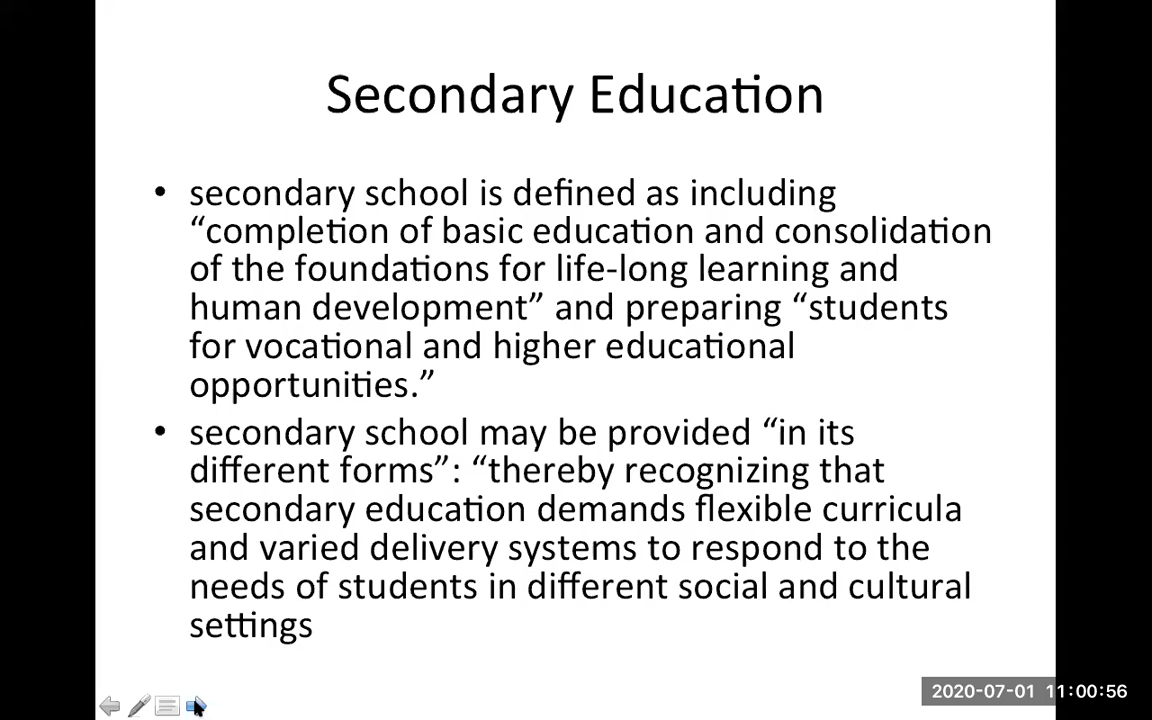 Secondary Education
• secondary school is defined as including
“completion of basic education and consolidation
of the foundations for life-long learning and
human development” and preparing “students
for vocational and higher educational
opportunities.”
• secondary school may be provided “in its
different forms”: “thereby recognizing that
secondary education demands flexible curricula
and varied delivery systems to respond to the
needs of students in different social and cultural
settings
2020-07-01 11:00:56